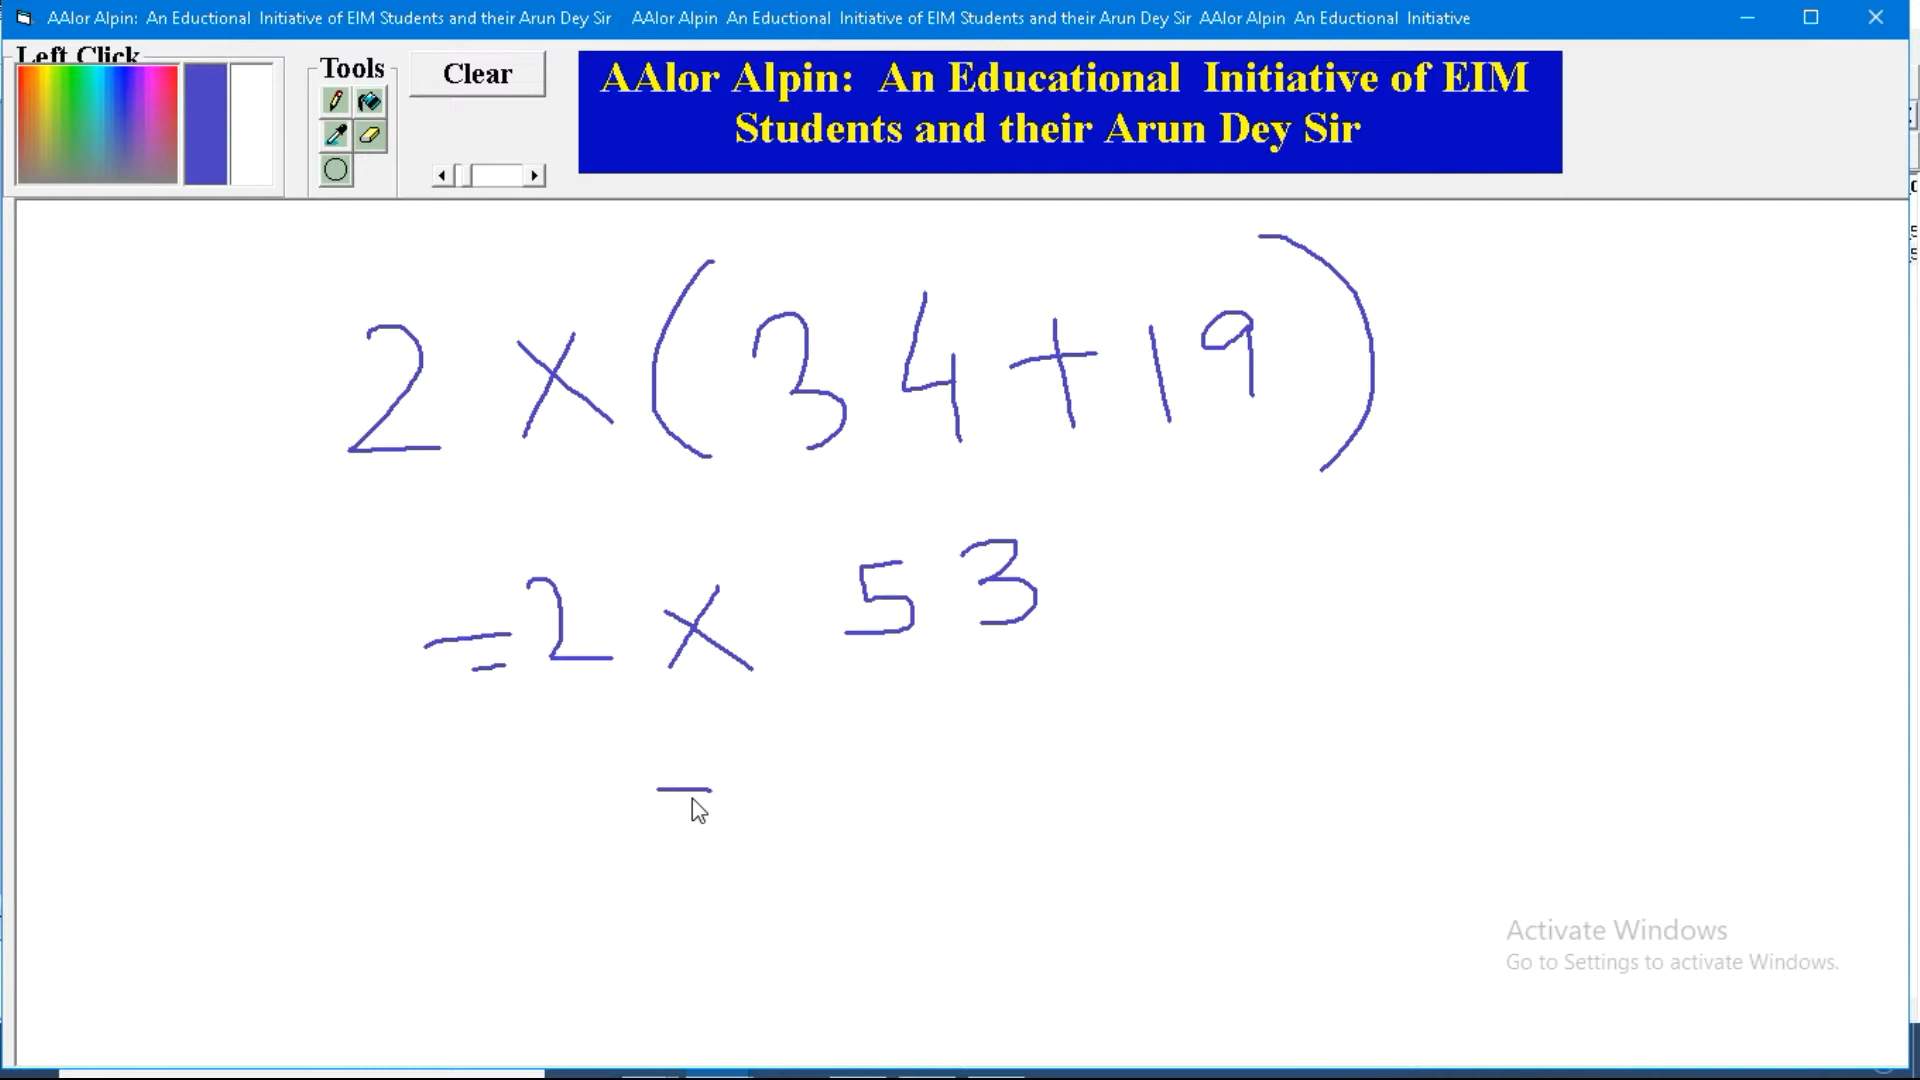 AAlor Alpin:  An Eductional  Initiative of EIM Students and their Arun Dey Sir     AAlor Alpin  An Eductional  Initiative of EIM Students and their Arun Dey Sir  AAlor Alpin  An Eductional  Initiative
Left Click
Tools
Clear
AAlor Alpin:  An Educational  Initiative of EIM
Students and their Arun Dey Sir
2 × (34+19)
= 2 × 53
Activate Windows
Go to Settings to activate Windows.